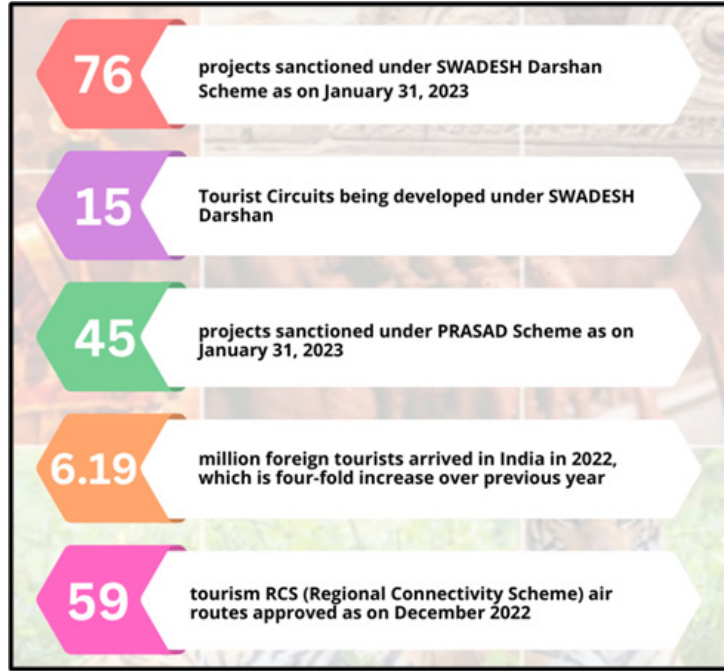 76
projects sanctioned under SWADESH Darshan
Scheme as on January 31, 2023
15
Tourist Circuits being developed under SWADESH
Darshan
45
projects sanctioned under PRASAD Scheme as on
January 31, 2023
6.19
million foreign tourists arrived in India in 2022,
which is four-fold increase over previous year
59
tourism RCS (Regional Connectivity Scheme) air
routes approved as on December 2022